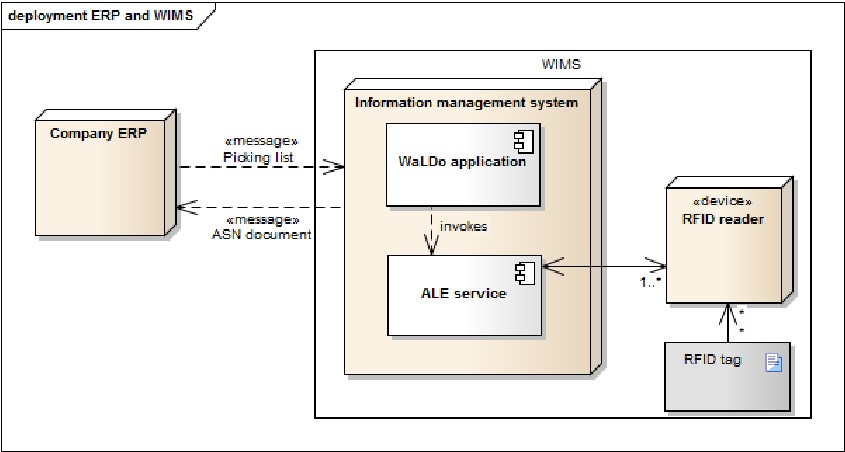 deployment ERP and WIMS
WIMS
Information management system
Company ERP
WaLDo application
«message»
Picking list
«device»
RFID reader
«message»
ASN document
invokes
ALE service
1..*
*
*
RFID tag